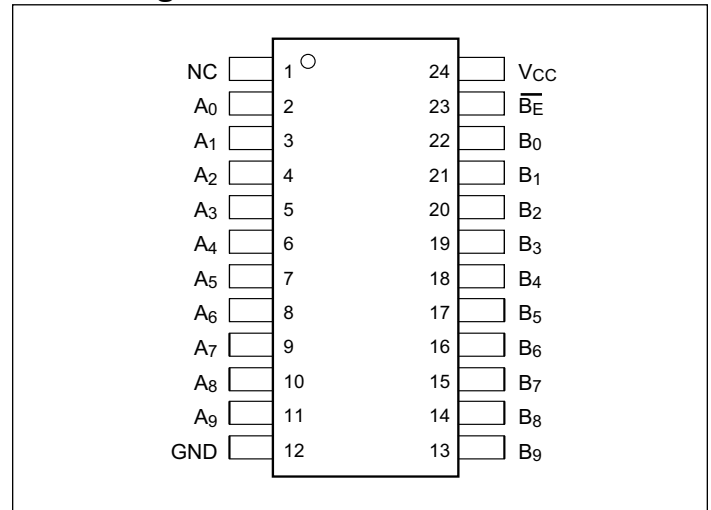 NC 1 24 VCC
A0 2 23 BE
A1 3 22 B0
A2 4 21 B1
A3 5 20 B2
A4 6 19 B3
A5 7 18 B4
A6 8 17 B5
A7 9 16 B6
A8 10 15 B7
A9 11 14 B8
GND 12 13 B9